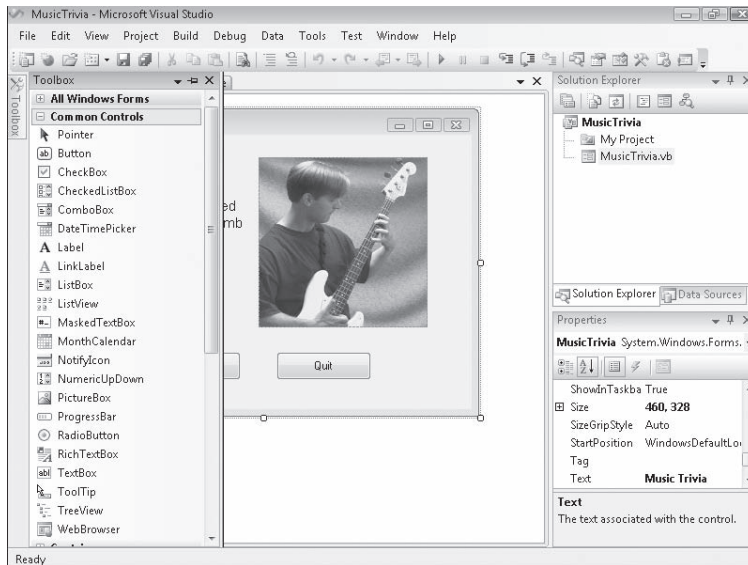 MusicTrivia - Microsoft Visual Studio
File Edit View Project Build Debug Data Tools Test Window Help
Toolbox
Toolbox
All Windows Forms
Common Controls
Pointer
Button
CheckBox
CheckedListBox
ComboBox
DateTimePicker
A Label
A LinkLabel
ListBox
ListView
MaskedTextBox
MonthCalendar
NotifyIcon
NumericUpDown
PictureBox
ProgressBar
RadioButton
RichTextBox
abl TextBox
ToolTip
TreeView
WebBrowser
ed
mb
Quit
Solution Explorer
MusicTrivia
My Project
MusicTrivia.vb
Solution Explorer Data Sources
Properties
MusicTrivia System.Windows.Forms.
ShowInTaskba True
Size 460, 328
SizeGripStyle Auto
StartPosition WindowsDefaultLo
Tag
Text Music Trivia
Text
The text associated with the control.
Ready